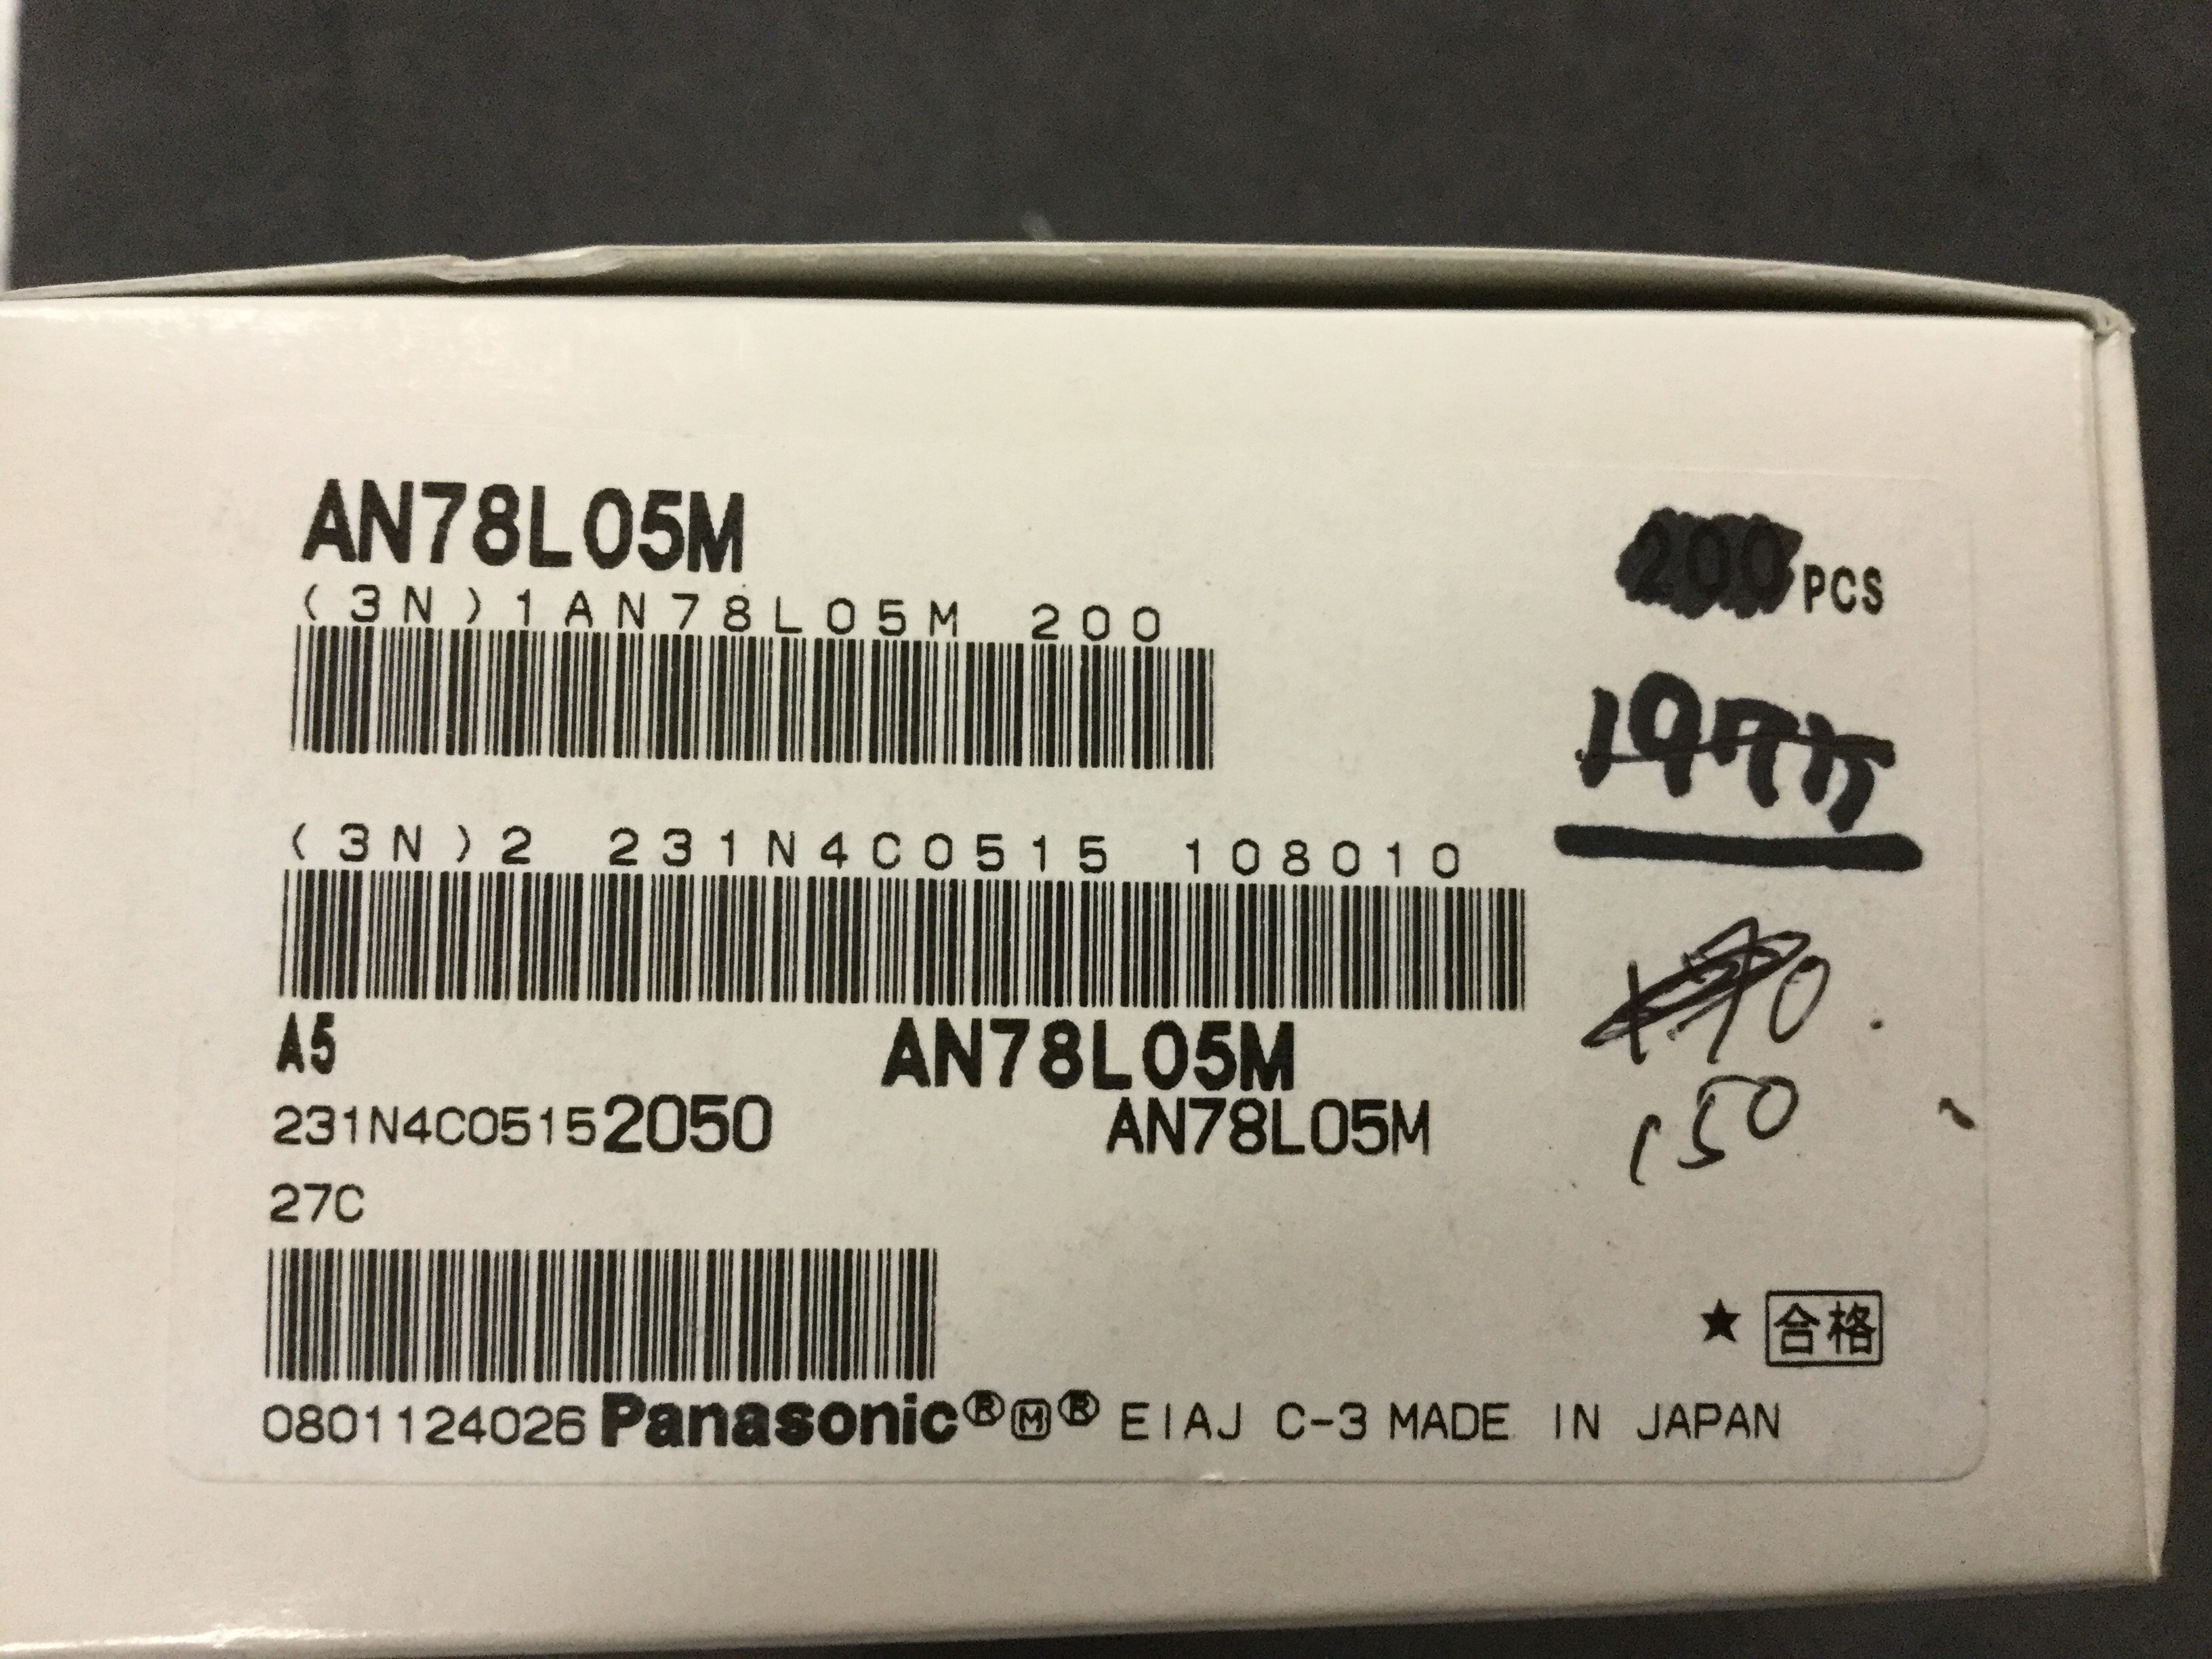 AN78L05M
200 PCS
(3N)1AN78L05M 200
(3N)2 231N4C0515 108010
A5 AN78L05M
231N4C0515 2050 AN78L05M
150
27C
★ 合格
0801124026 Panasonic®Ⓜ® EIAJ C-3 MADE IN JAPAN